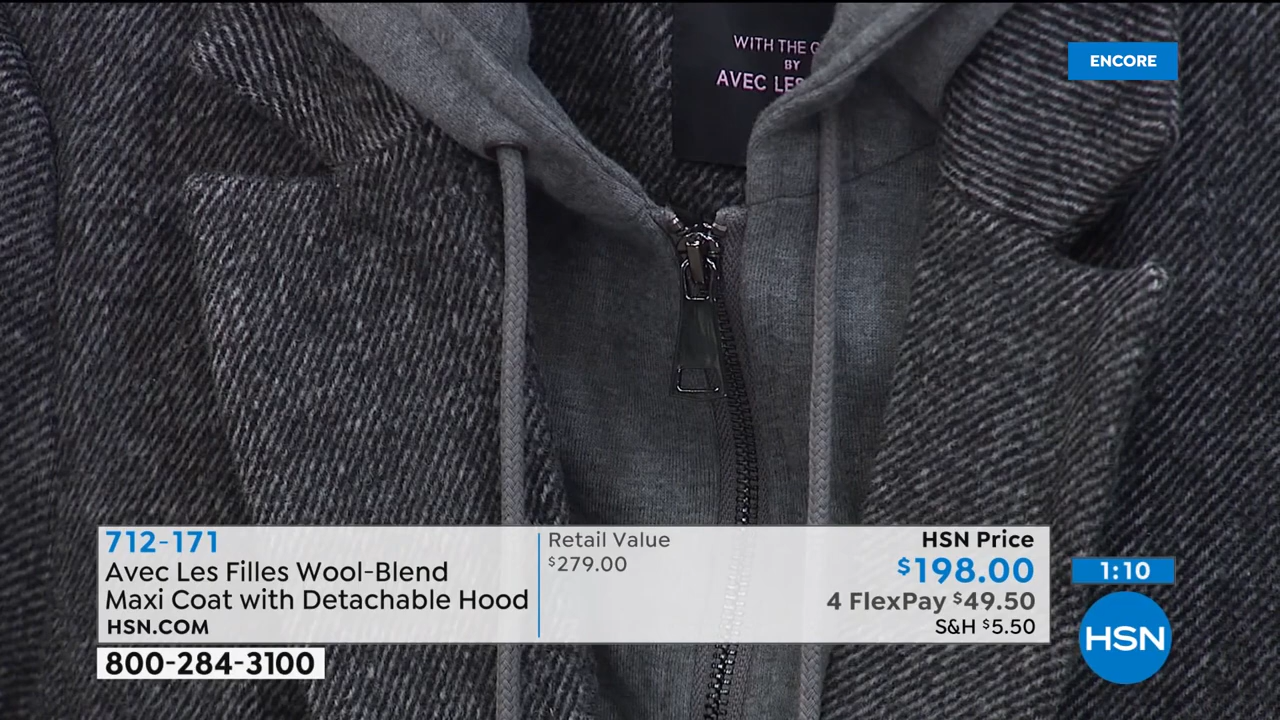 WITH THE
BY
AVEC LES
ENCORE
712-171
Avec Les Filles Wool-Blend
Maxi Coat with Detachable Hood
HSN.COM
Retail Value
$279.00
HSN Price
$198.00
4 FlexPay $49.50
S&H $5.50
1:10
HSN
800-284-3100